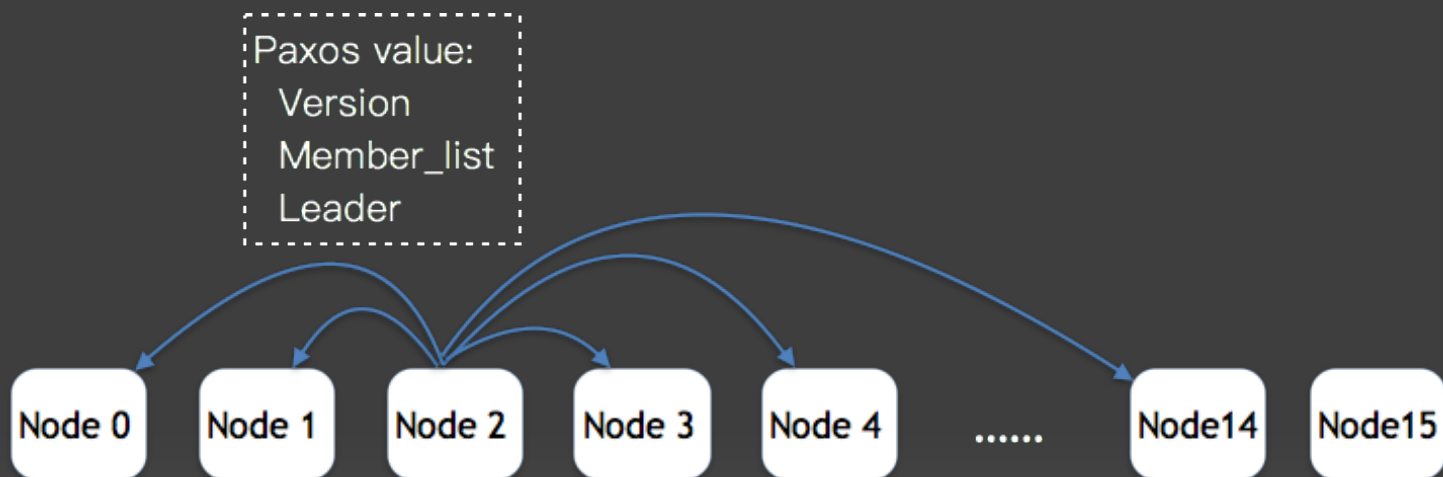 Paxos value:
Version
Member_list
Leader
Node 0
Node 1
Node 2
Node 3
Node 4
......
Node14
Node15